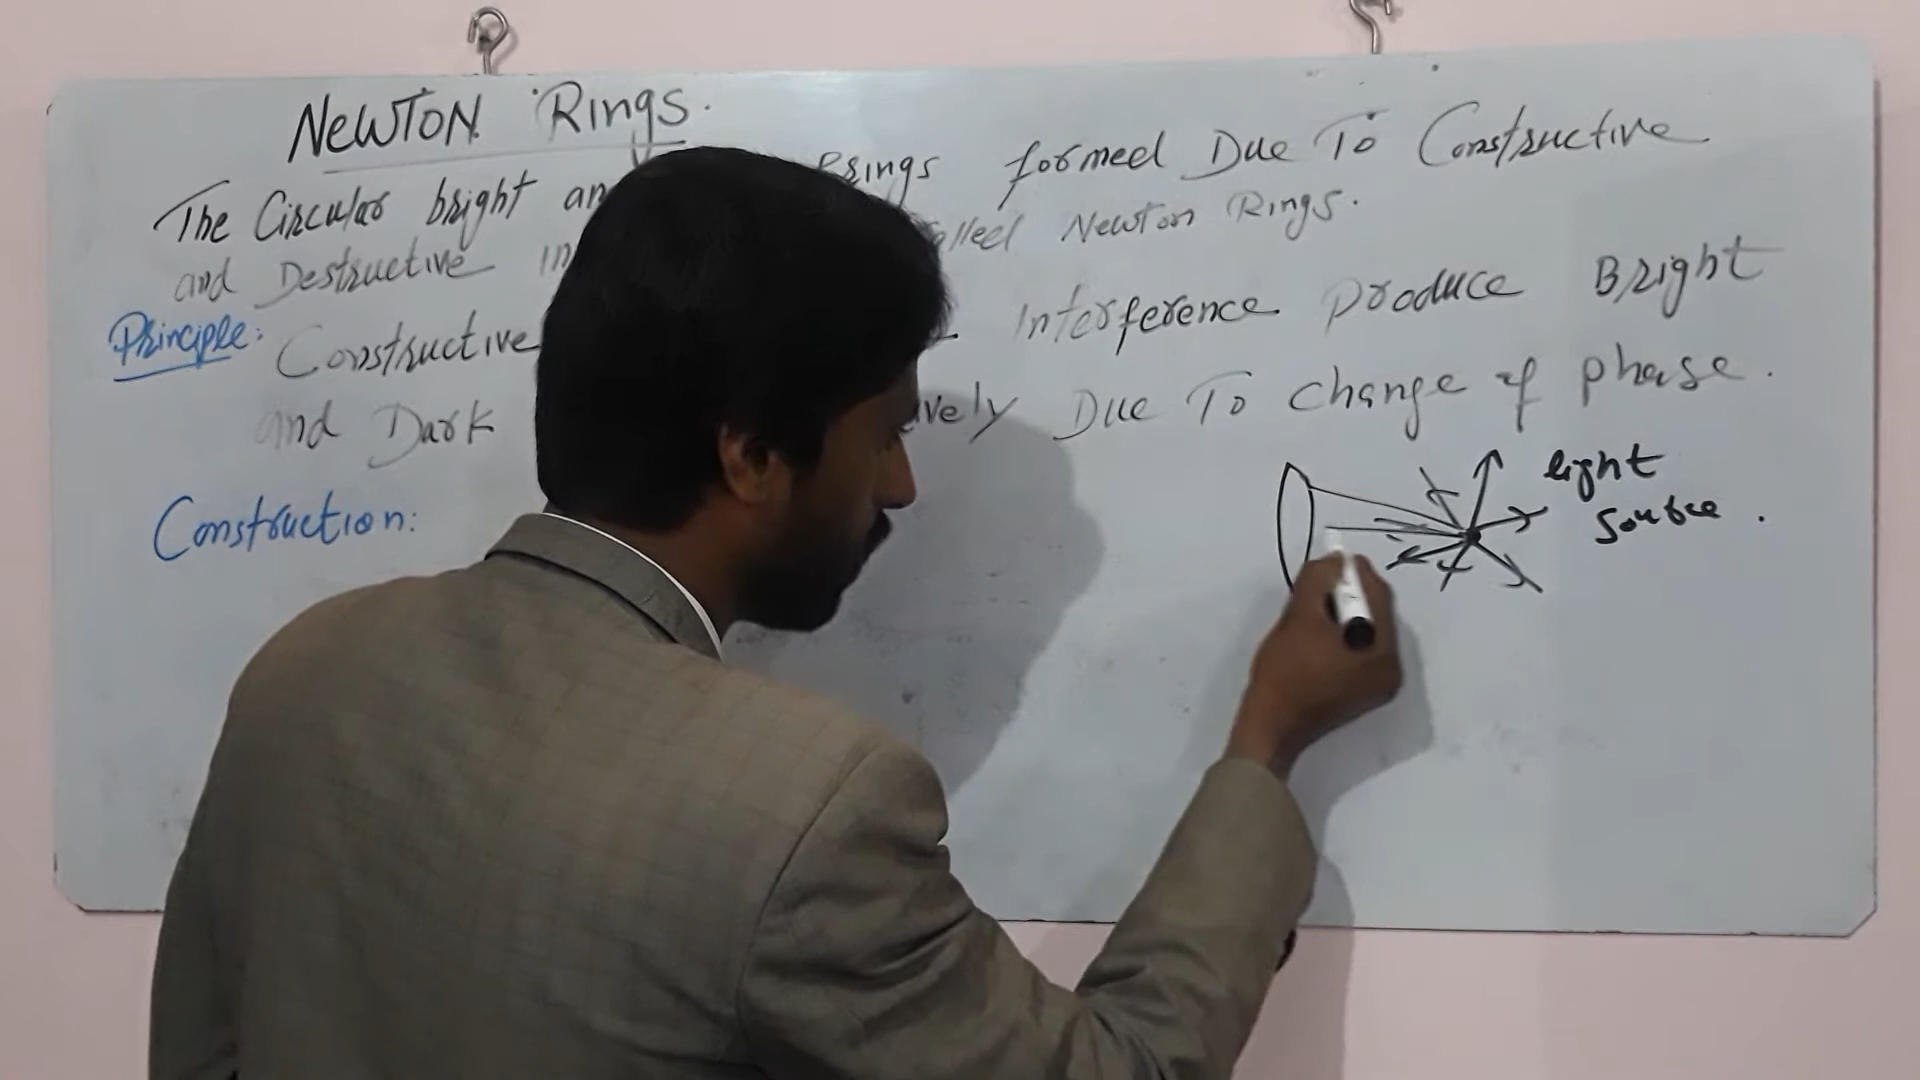 NEWTON Rings.
The Circular bright an rings formed Due To Constructive
and Destructive in alled Newton Rings.
Principle: Constructive Interference produce Bright
and Dark vely Due To change of phase.
Construction:
light
source.